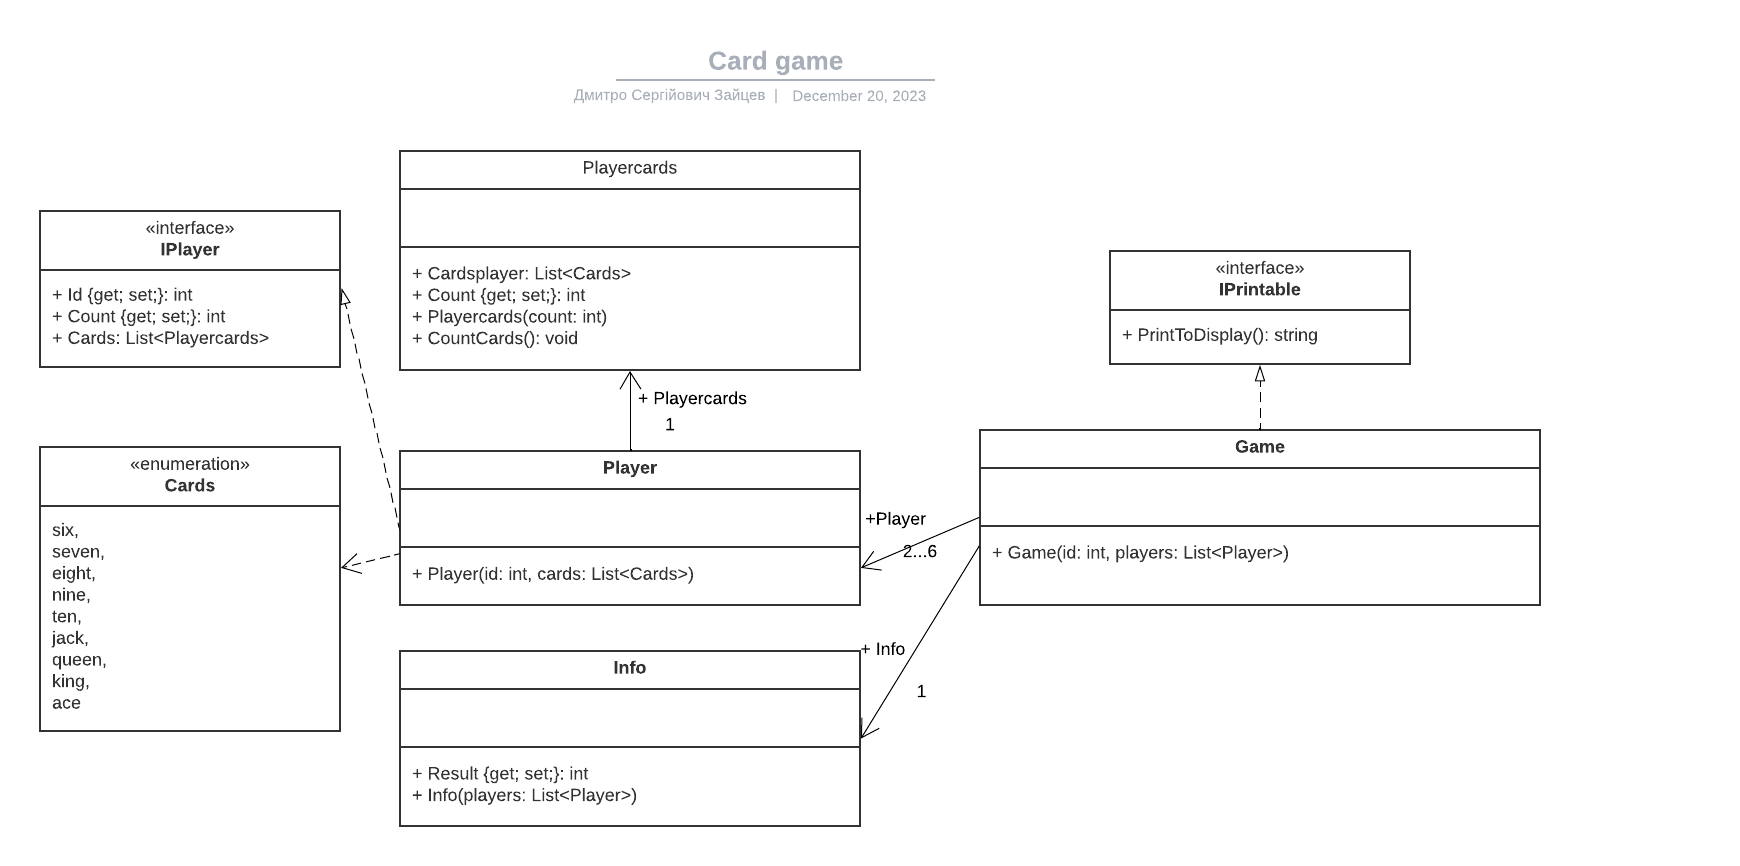 Card game
Дмитро Сергійович Зайцев | December 20, 2023
Playercards
+ Cardsplayer: List<Cards>
+ Count {get; set;}: int
+ Playercards(count: int)
+ CountCards(): void
«interface»
IPlayer
+ Id {get; set;}: int
+ Count {get; set;}: int
+ Cards: List<Playercards>
«interface»
IPrintable
+ PrintToDisplay(): string
+ Playercards
1
«enumeration»
Cards
six,
seven,
eight,
nine,
ten,
jack,
queen,
king,
ace
Player
+ Player(id: int, cards: List<Cards>)
+Player
2...6
Game
+ Game(id: int, players: List<Player>)
+ Info
1
Info
+ Result {get; set;}: int
+ Info(players: List<Player>)